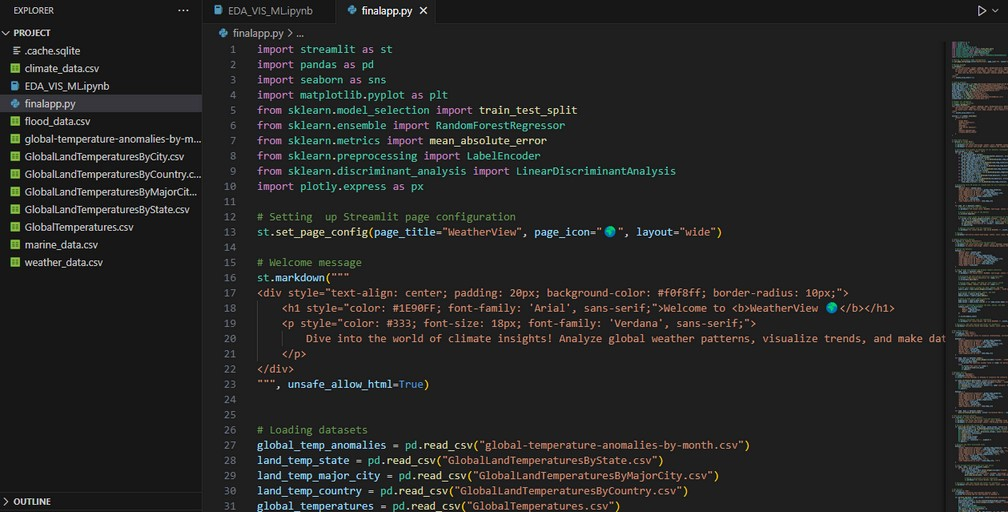 EXPLORER ...
PROJECT
.cache.sqlite
climate_data.csv
EDA_VIS_ML.ipynb
finalapp.py
flood_data.csv
global-temperature-anomalies-by-m...
GlobalLandTemperaturesByCity.csv
GlobalLandTemperaturesByCountry.c...
GlobalLandTemperaturesByMajorCit...
GlobalLandTemperaturesByState.csv
GlobalTemperatures.csv
marine_data.csv
weather_data.csv
OUTLINE
EDA_VIS_ML.ipynb finalapp.py
finalapp.py > ...
1 import streamlit as st
2 import pandas as pd
3 import seaborn as sns
4 import matplotlib.pyplot as plt
5 from sklearn.model_selection import train_test_split
6 from sklearn.ensemble import RandomForestRegressor
7 from sklearn.metrics import mean_absolute_error
8 from sklearn.preprocessing import LabelEncoder
9 from sklearn.discriminant_analysis import LinearDiscriminantAnalysis
10 import plotly.express as px
11
12 # Setting  up Streamlit page configuration
13 st.set_page_config(page_title="WeatherView", page_icon="🌍", layout="wide")
14
15 # Welcome message
16 st.markdown("""
17 <div style="text-align: center; padding: 20px; background-color: #f0f8ff; border-radius: 10px;">
18 <h1 style="color: #1E90FF; font-family: 'Arial', sans-serif;">Welcome to <b>WeatherView 🌍</b></h1>
19 <p style="color: #333; font-size: 18px; font-family: 'Verdana', sans-serif;">
20 Dive into the world of climate insights! Analyze global weather patterns, visualize trends, and make dat
21 </p>
22 </div>
23 """, unsafe_allow_html=True)
24
25
26 # Loading datasets
27 global_temp_anomalies = pd.read_csv("global-temperature-anomalies-by-month.csv")
28 land_temp_state = pd.read_csv("GlobalLandTemperaturesByState.csv")
29 land_temp_major_city = pd.read_csv("GlobalLandTemperaturesByMajorCity.csv")
30 land_temp_country = pd.read_csv("GlobalLandTemperaturesByCountry.csv")
31 global_temperatures = pd.read_csv("GlobalTemperatures.csv")